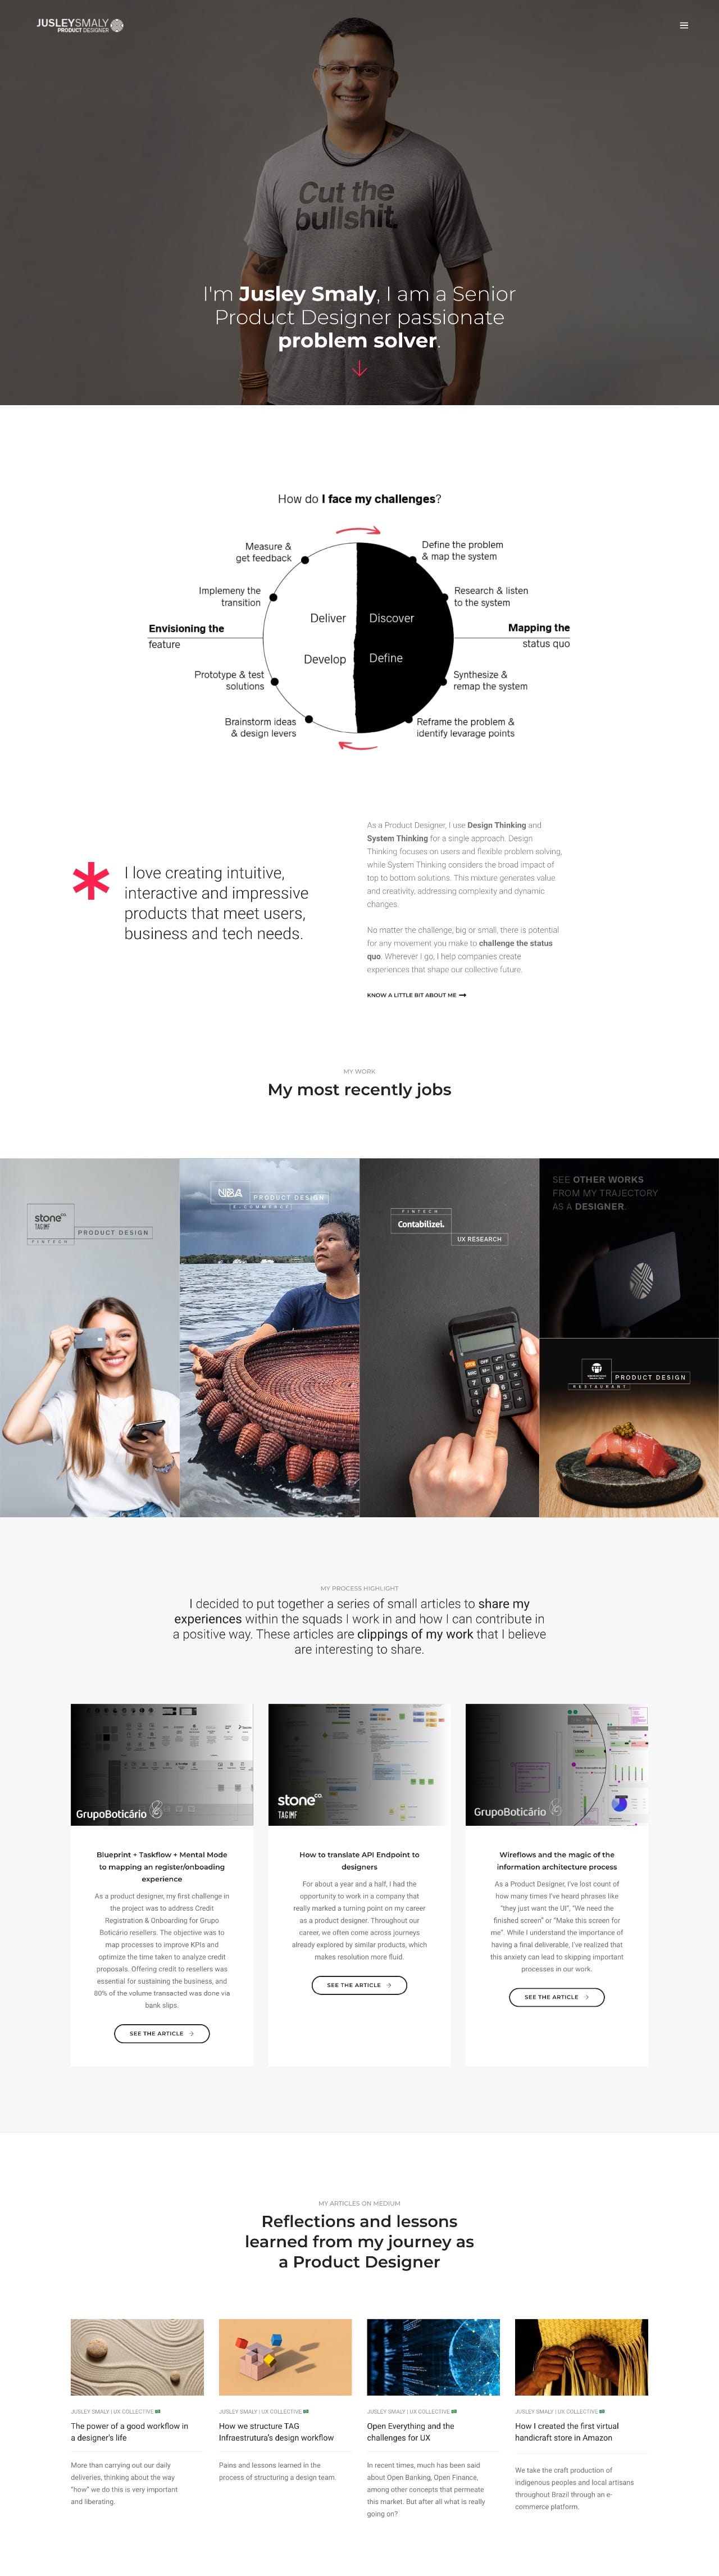 JUSLEYSMALY
PRODUCT DESIGNER
Cut the
bullshit.
I'm Jusley Smaly, I am a Senior
Product Designer passionate
problem solver.
How do I face my challenges?
Measure &
get feedback
Define the problem
& map the system
Implemeny the
transition
Research & listen
to the system
Deliver
Discover
Envisioning the
feature
Mapping the
status quo
Develop
Define
Prototype & test
solutions
Synthesize &
remap the system
Brainstorm ideas
& design levers
Reframe the problem &
identify levarage points
I love creating intuitive,
interactive and impressive
products that meet users,
business and tech needs.
As a Product Designer, I use Design Thinking and
System Thinking for a single approach. Design
Thinking focuses on users and flexible problem solving,
while System Thinking considers the broad impact of
top to bottom solutions. This mixture generates value
and creativity, addressing complexity and dynamic
changes.
No matter the challenge, big or small, there is potential
for any movement you make to challenge the status
quo. Wherever I go, I help companies create
experiences that shape our collective future.
KNOW A LITTLE BIT ABOUT ME
MY WORK
My most recently jobs
stone co.
TAG IMF
PRODUCT DESIGN
FINTECH
PRODUCT DESIGN
E-COMMERCE
FINTECH
Contabilizei.
UX RESEARCH
SEE OTHER WORKS
FROM MY TRAJECTORY
AS A DESIGNER.
PRODUCT DESIGN
RESTAURANT
MY PROCESS HIGHLIGHT
I decided to put together a series of small articles to share my
experiences within the squads I work in and how I can contribute in
a positive way. These articles are clippings of my work that I believe
are interesting to share.
GrupoBoticário
Blueprint + Taskflow + Mental Mode
to mapping an register/onboading
experience
As a product designer, my first challenge in
the project was to address Credit
Registration & Onboarding for Grupo
Boticário resellers. The objective was to
map processes to improve KPIs and
optimize the time taken to analyze credit
proposals. Offering credit to resellers was
essential for sustaining the business, and
80% of the volume transacted was done via
bank slips.
SEE THE ARTICLE
stone co.
TAG IMF
How to translate API Endpoint to
designers
For about a year and a half, I had the
opportunity to work in a company that
really marked a turning point on my career
as a product designer. Throughout our
career, we often come across journeys
already explored by similar products, which
makes resolution more fluid.
SEE THE ARTICLE
GrupoBoticário
Wireflows and the magic of the
information architecture process
As a Product Designer, I've lost count of
how many times I've heard phrases like
"they just want the UI", "We need the
finished screen" or "Make this screen for
me". While I understand the importance of
having a final deliverable, I've realized that
this anxiety can lead to skipping important
processes in our work.
SEE THE ARTICLE
MY ARTICLES ON MEDIUM
Reflections and lessons
learned from my journey as
a Product Designer
JUSLEY SMALY | UX COLLECTIVE
The power of a good workflow in
a designer's life
More than carrying out our daily
deliveries, thinking about the way
"how" we do this is very important
and liberating.
JUSLEY SMALY | UX COLLECTIVE
How we structure TAG
Infraestrutura's design workflow
Pains and lessons learned in the
process of structuring a design team.
JUSLEY SMALY | UX COLLECTIVE
Open Everything and the
challenges for UX
In recent times, much has been said
about Open Banking, Open Finance,
among other concepts that permeate
this market. But after all what is really
going on?
JUSLEY SMALY | UX COLLECTIVE
How I created the first virtual
handicraft store in Amazon
We take the craft production of
indigenous peoples and local artisans
throughout Brazil through an e-
commerce platform.